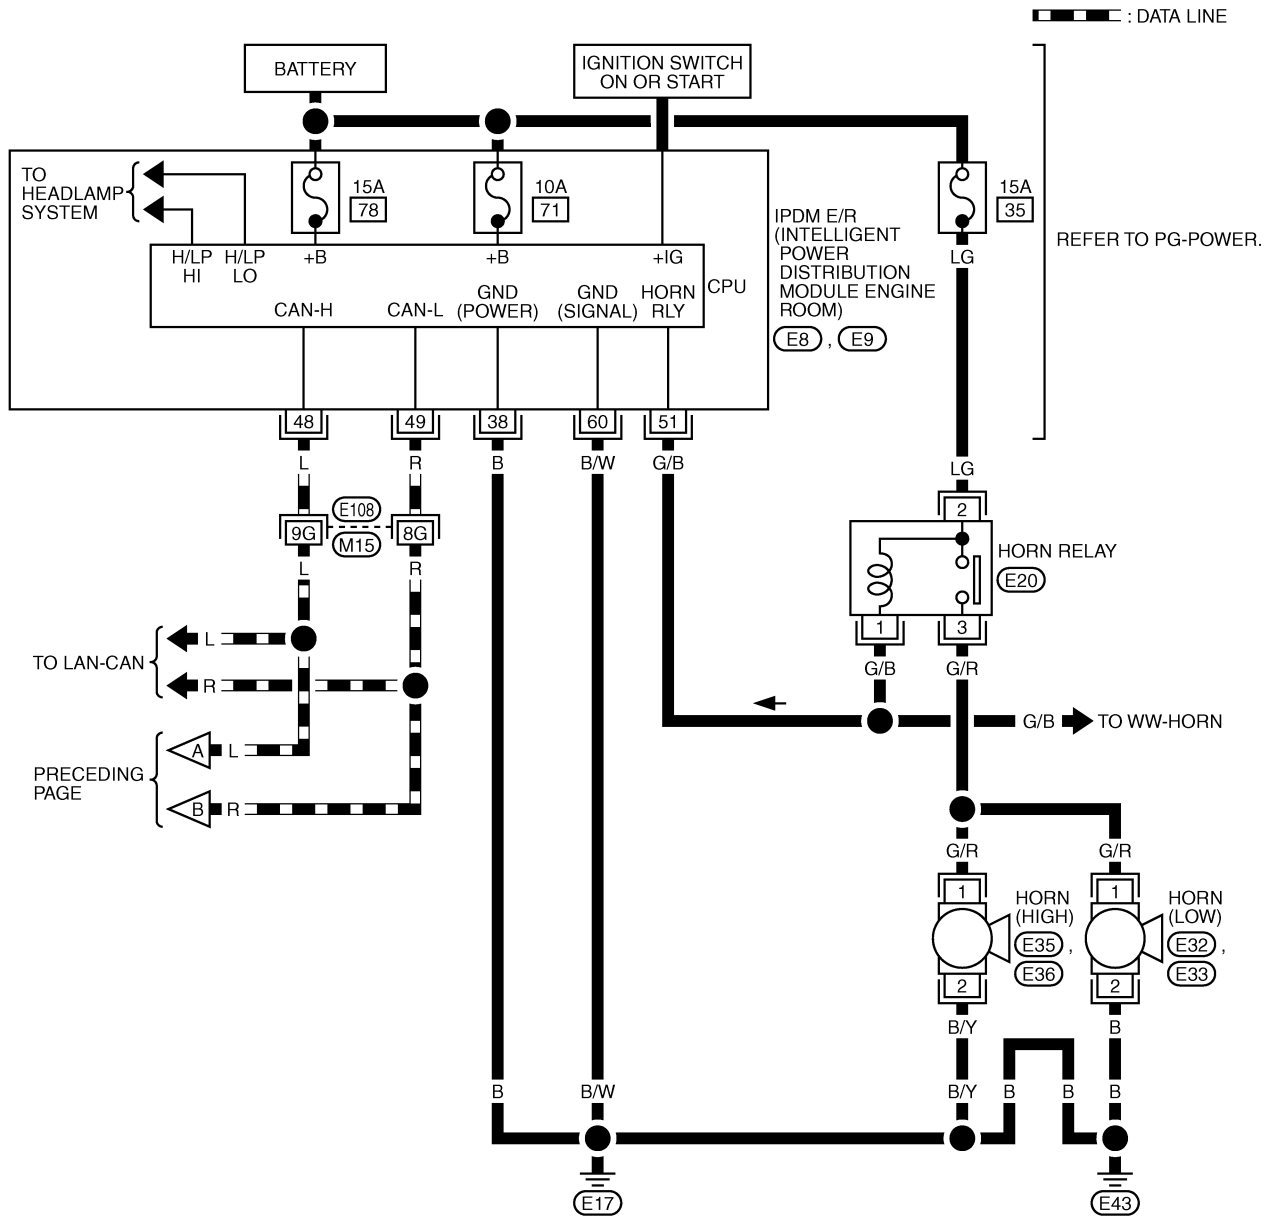 : DATA LINE
BATTERY
IGNITION SWITCH
ON OR START
TO
HEADLAMP
SYSTEM
15A
78
10A
71
15A
35
IPDM E/R
(INTELLIGENT
POWER
DISTRIBUTION
MODULE ENGINE
ROOM)
E8 , E9
REFER TO PG-POWER.
H/LP
HI
H/LP
LO
+B
+B
+IG
CPU
CAN-H
CAN-L
GND
(POWER)
GND
(SIGNAL)
HORN
RLY
LG
48
49
38
60
51
L
R
B
B/W
G/B
LG
2
E108
9G
8G
M15
HORN RELAY
E20
L
R
1
3
G/B
G/R
TO LAN-CAN
L
R
G/B
TO WW-HORN
PRECEDING
PAGE
A
L
B
R
G/R
G/R
1
1
HORN
(HIGH)
E35 ,
E36
HORN
(LOW)
E32 ,
E33
2
2
B/Y
B
B
B/W
B/Y
B
B
B
E17
E43